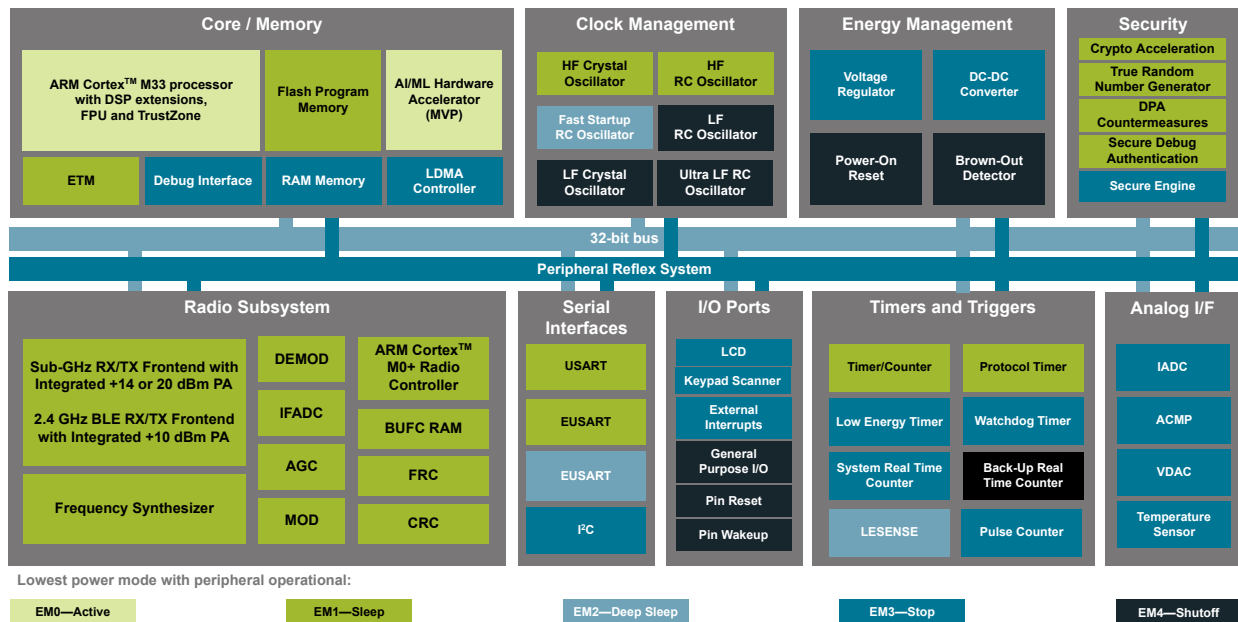 Core / Memory
ARM Cortex™ M33 processor
with DSP extensions,
FPU and TrustZone
Flash Program
Memory
AI/ML Hardware
Accelerator
(MVP)
ETM
Debug Interface
RAM Memory
LDMA
Controller
Clock Management
HF Crystal
Oscillator
HF
RC Oscillator
Fast Startup
RC Oscillator
LF
RC Oscillator
LF Crystal
Oscillator
Ultra LF RC
Oscillator
Energy Management
Voltage
Regulator
DC-DC
Converter
Power-On
Reset
Brown-Out
Detector
Security
Crypto Acceleration
True Random
Number Generator
DPA
Countermeasures
Secure Debug
Authentication
Secure Engine
32-bit bus
Peripheral Reflex System
Radio Subsystem
Sub-GHz RX/TX Frontend with
Integrated +14 or 20 dBm PA
2.4 GHz BLE RX/TX Frontend
with Integrated +10 dBm PA
Frequency Synthesizer
DEMOD
IFADC
AGC
MOD
ARM Cortex™
M0+ Radio
Controller
BUFC RAM
FRC
CRC
Serial
Interfaces
USART
EUSART
EUSART
I²C
I/O Ports
LCD
Keypad Scanner
External
Interrupts
General
Purpose I/O
Pin Reset
Pin Wakeup
Timers and Triggers
Timer/Counter
Protocol Timer
Low Energy Timer
Watchdog Timer
System Real Time
Counter
Back-Up Real
Time Counter
LESENSE
Pulse Counter
Analog I/F
IADC
ACMP
VDAC
Temperature
Sensor
Lowest power mode with peripheral operational:
EM0—Active
EM1—Sleep
EM2—Deep Sleep
EM3—Stop
EM4—Shutoff